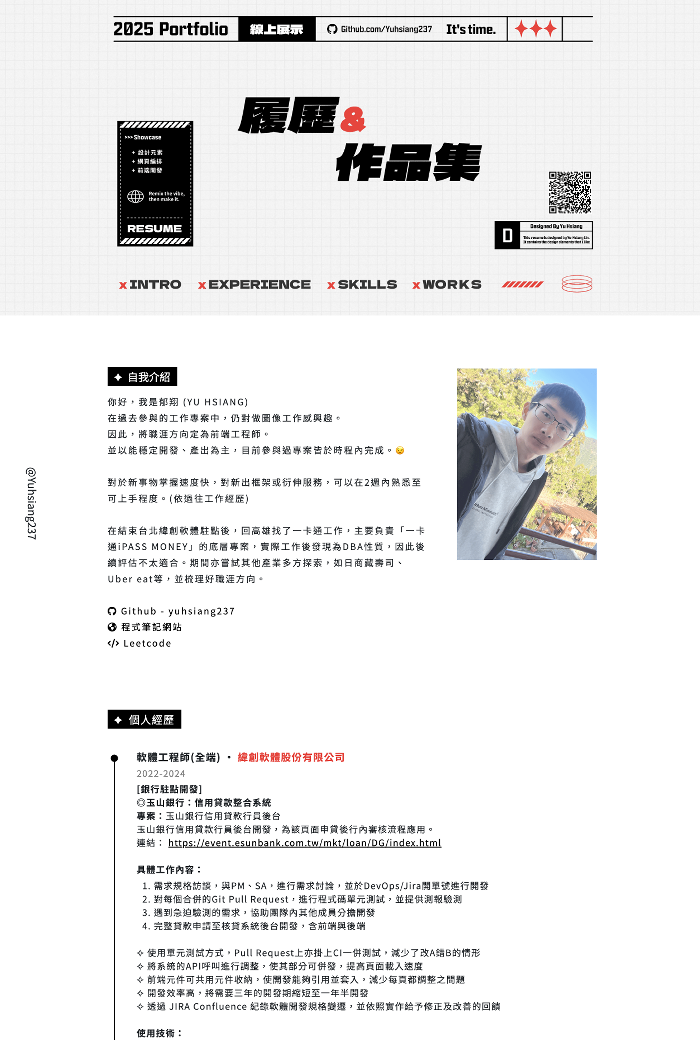 2025 Portfolio
線上展示
Github.com/Yuhsiang237
It's time.
履歷&
作品集
>>>Showcase
+ 設計元素
+ 網頁編排
+ 前端開發
Remix the vibe,
then make it.
RESUME
D
Designed By Yu Hsiang
This resume is designed by Yu Hsiang Lin.
It contains the design elements that I like
x INTRO
x EXPERIENCE
x SKILLS
x WORKS
@Yuhsiang237
自我介紹
你好，我是郁翔 (YU HSIANG)
在過去參與的工作專案中，仍對做圖像工作感興趣。
因此，將職涯方向定為前端工程師。
並以能穩定開發、產出為主，目前參與過專案皆於時程內完成。😉
對於新事物掌握速度快，對新出框架或衍伸服務，可以在2週內熟悉至
可上手程度。(依過往工作經歷)
在結束台北緯創軟體駐點後，回高雄找了一卡通工作，主要負責「一卡
通iPASS MONEY」的底層專案，實際工作後發現為DBA性質，因此後
續評估不太適合。期間亦嘗試其他產業多方探索，如日商藏壽司、
Uber eat等，並梳理好職涯方向。
Github - yuhsiang237
程式筆記網站
Leetcode
個人經歷
軟體工程師(全端) · 緯創軟體股份有限公司
2022-2024
[銀行駐點開發]
◎玉山銀行：信用貸款整合系統
專案：玉山銀行信用貸款行員後台
玉山銀行信用貸款行員後台開發，為該頁面申貸後行內審核流程應用。
連結： https://event.esunbank.com.tw/mkt/loan/DG/index.html
具體工作內容：
1. 需求規格訪談，與PM、SA，進行需求討論，並於DevOps/Jira開單號進行開發
2. 對每個合併的Git Pull Request，進行程式碼單元測試，並提供測報驗測
3. 遇到急迫驗測的需求，協助團隊內其他成員分擔開發
4. 完整貸款申請至核貸系統後台開發，含前端與後端
✧ 使用單元測試方式，Pull Request上亦掛上CI一併測試，減少了改A錯B的情形
✧ 將系統的API呼叫進行調整，使其部分可併發，提高頁面載入速度
✧ 前端元件可共用元件收納，使開發能夠引用並套入，減少每頁都調整之問題
✧ 開發效率高，將需要三年的開發期縮短至一年半開發
✧ 透過 JIRA Confluence 紀錄軟體開發規格變遷，並依照實作給予修正及改善的回饋
使用技術：